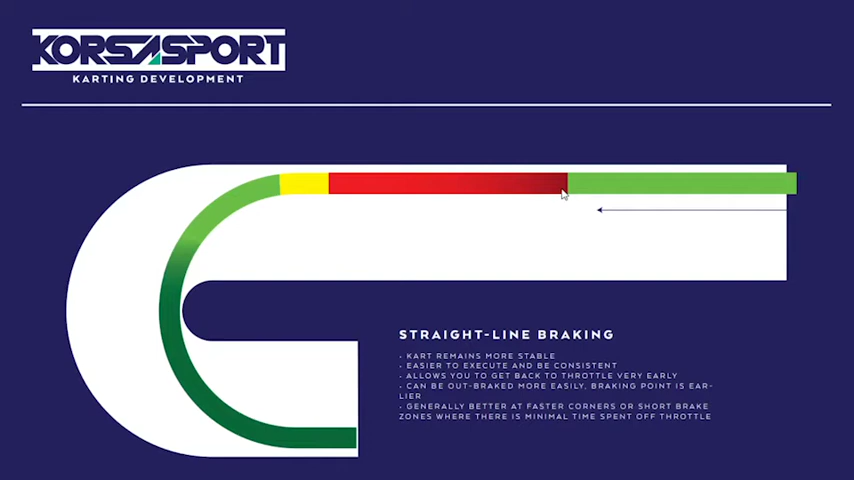 KORSASPORT
KARTING DEVELOPMENT
STRAIGHT-LINE BRAKING
- KART REMAINS MORE STABLE
- EASIER TO EXECUTE AND BE CONSISTENT
- ALLOWS YOU TO GET BACK TO THROTTLE VERY EARLY
- CAN BE OUT-BRAKED MORE EASILY, BRAKING POINT IS EAR-
LIER
- GENERALLY BETTER AT FASTER CORNERS OR SHORT BRAKE
ZONES WHERE THERE IS MINIMAL TIME SPENT OFF THROTTLE